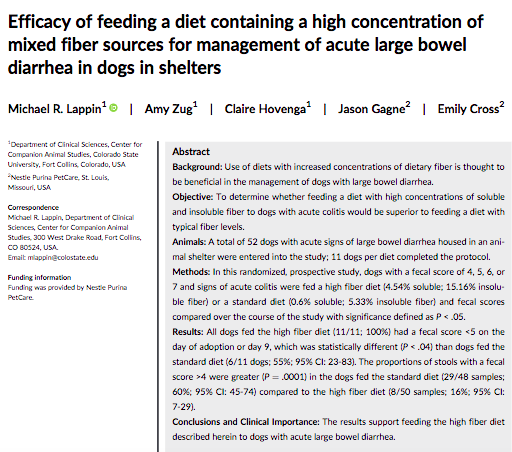 Efficacy of feeding a diet containing a high concentration of
mixed fiber sources for management of acute large bowel
diarrhea in dogs in shelters
Michael R. Lappin¹ | Amy Zug¹ | Claire Hovenga¹ | Jason Gagne² | Emily Cross²
¹Department of Clinical Sciences, Center for
Companion Animal Studies, Colorado State
University, Fort Collins, Colorado, USA
²Nestle Purina PetCare, St. Louis,
Missouri, USA
Correspondence
Michael R. Lappin, Department of Clinical
Sciences, Center for Companion Animal
Studies, 300 West Drake Road, Fort Collins,
CO 80524, USA.
Email: mlappin@colostate.edu
Funding information
Funding was provided by Nestle Purina
PetCare.
Abstract
Background: Use of diets with increased concentrations of dietary fiber is thought to
be beneficial in the management of dogs with large bowel diarrhea.
Objective: To determine whether feeding a diet with high concentrations of soluble
and insoluble fiber to dogs with acute colitis would be superior to feeding a diet with
typical fiber levels.
Animals: A total of 52 dogs with acute signs of large bowel diarrhea housed in an ani-
mal shelter were entered into the study; 11 dogs per diet completed the protocol.
Methods: In this randomized, prospective study, dogs with a fecal score of 4, 5, 6, or
7 and signs of acute colitis were fed a high fiber diet (4.54% soluble; 15.16% insolu-
ble fiber) or a standard diet (0.6% soluble; 5.33% insoluble fiber) and fecal scores
compared over the course of the study with significance defined as P < .05.
Results: All dogs fed the high fiber diet (11/11; 100%) had a fecal score <5 on the
day of adoption or day 9, which was statistically different (P < .04) than dogs fed the
standard diet (6/11 dogs; 55%; 95% CI: 23-83). The proportions of stools with a fecal
score >4 were greater (P = .0001) in the dogs fed the standard diet (29/48 samples;
60%; 95% CI: 45-74) compared to the high fiber diet (8/50 samples; 16%; 95% CI:
7-29).
Conclusions and Clinical Importance: The results support feeding the high fiber diet
described herein to dogs with acute large bowel diarrhea.